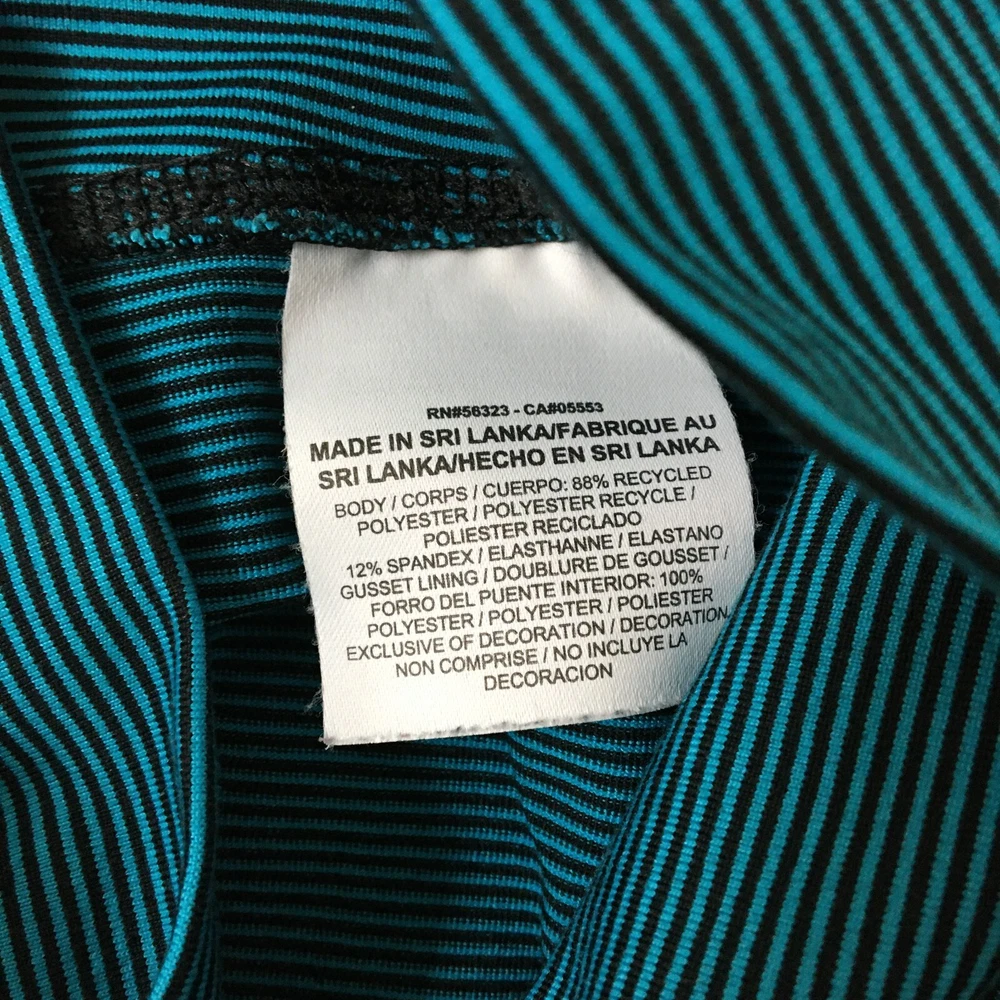 RN#56323 - CA#05553
MADE IN SRI LANKA/FABRIQUE AU
SRI LANKA/HECHO EN SRI LANKA
BODY / CORPS / CUERPO: 88% RECYCLED
POLYESTER / POLYESTER RECYCLE /
POLIESTER RECICLADO
12% SPANDEX / ELASTHANNE / ELASTANO
GUSSET LINING / DOUBLURE DE GOUSSET /
FORRO DEL PUENTE INTERIOR: 100%
POLYESTER / POLYESTER / POLIESTER
EXCLUSIVE OF DECORATION / DECORATION
NON COMPRISE / NO INCLUYE LA
DECORACION